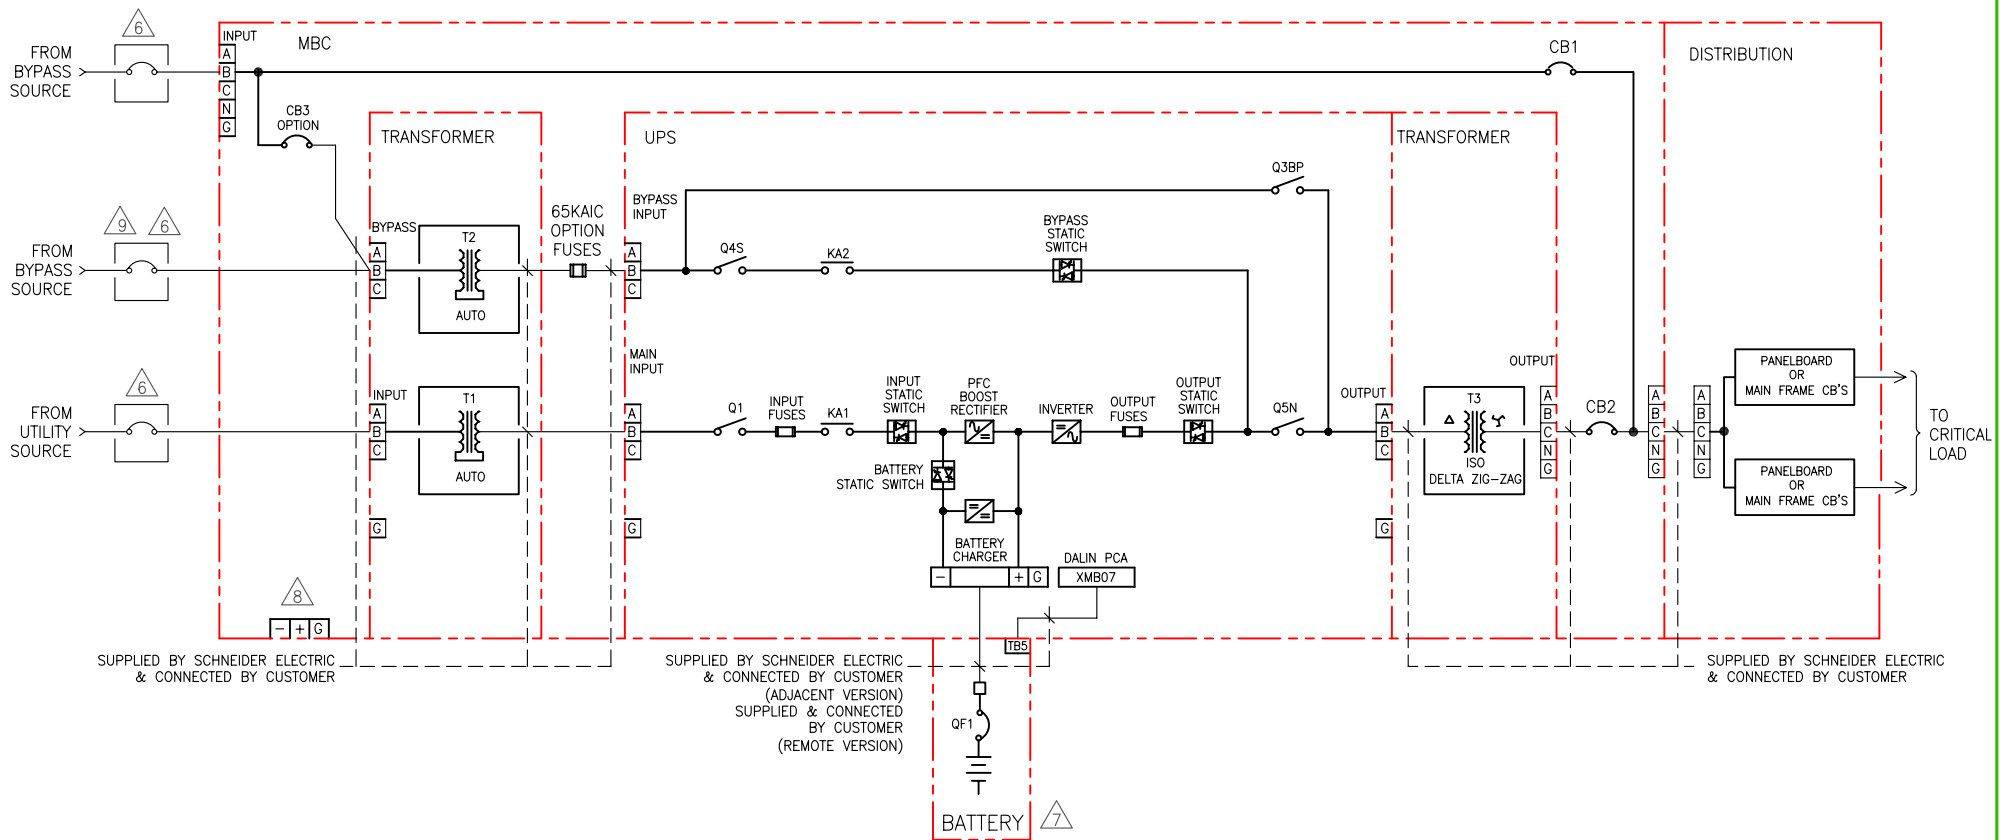 6
FROM
BYPASS
SOURCE
INPUT
A
B
C
N
G
MBC
CB1
DISTRIBUTION
CB3
OPTION
TRANSFORMER
UPS
TRANSFORMER
Q3BP
9
6
FROM
BYPASS
SOURCE
BYPASS
A
B
C
T2
AUTO
65KAIC
OPTION
FUSES
BYPASS
INPUT
A
B
C
Q4S
KA2
BYPASS
STATIC
SWITCH
6
FROM
UTILITY
SOURCE
INPUT
A
B
C
G
T1
AUTO
MAIN
INPUT
A
B
C
G
Q1
INPUT
FUSES
KA1
INPUT
STATIC
SWITCH
PFC
BOOST
RECTIFIER
INVERTER
OUTPUT
FUSES
OUTPUT
STATIC
SWITCH
Q5N
OUTPUT
A
B
C
G
T3
ISO
DELTA ZIG-ZAG
OUTPUT
A
B
C
N
G
CB2
A
B
C
N
G
A
B
C
N
G
PANELBOARD
OR
MAIN FRAME CB'S
PANELBOARD
OR
MAIN FRAME CB'S
TO
CRITICAL
LOAD
BATTERY
STATIC SWITCH
BATTERY
CHARGER
- + G
DALIN PCA
XMB07
8
- + G
TB5
SUPPLIED BY SCHNEIDER ELECTRIC
& CONNECTED BY CUSTOMER
SUPPLIED BY SCHNEIDER ELECTRIC
& CONNECTED BY CUSTOMER
(ADJACENT VERSION)
SUPPLIED & CONNECTED
BY CUSTOMER
(REMOTE VERSION)
QF1
BATTERY
7
SUPPLIED BY SCHNEIDER ELECTRIC
& CONNECTED BY CUSTOMER